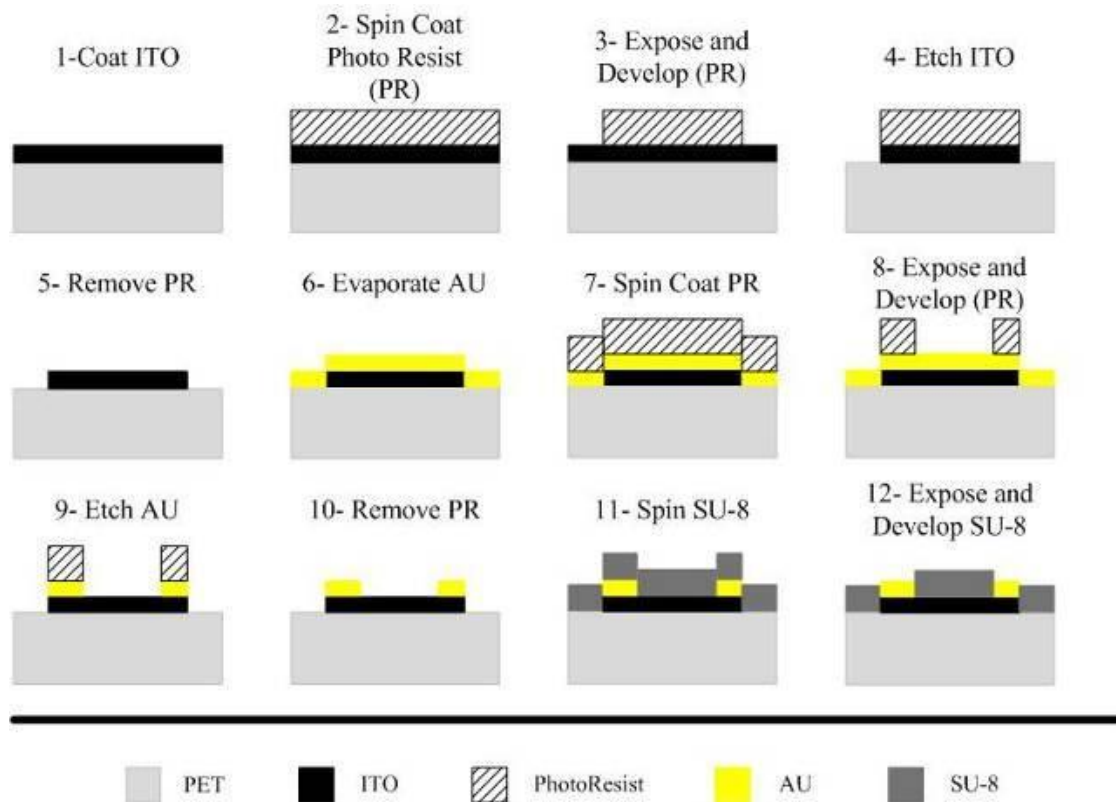 1-Coat ITO
2- Spin Coat
Photo Resist
(PR)
3- Expose and
Develop (PR)
4- Etch ITO
5- Remove PR
6- Evaporate AU
7- Spin Coat PR
8- Expose and
Develop (PR)
9- Etch AU
10- Remove PR
11- Spin SU-8
12- Expose and
Develop SU-8
PET
ITO
PhotoResist
AU
SU-8